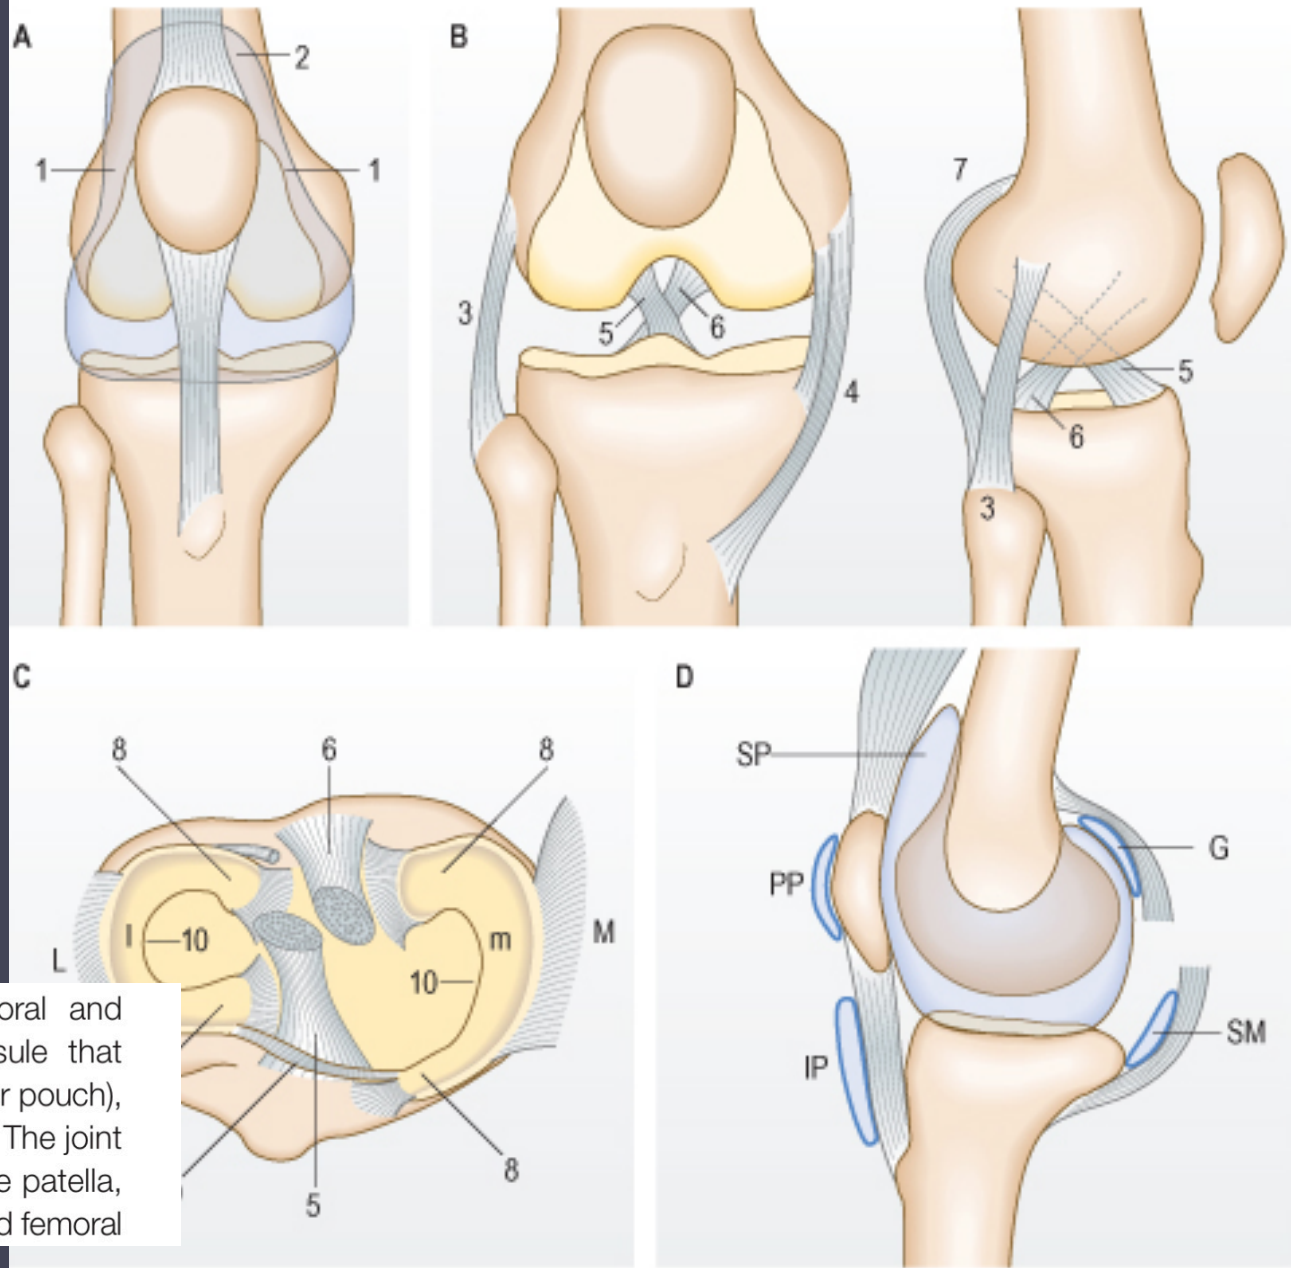 A
2
1
1
B
3
5
6
4
7
5
6
3
C
8
6
8
l
10
L
m
10
M
5
8
oral and
sule that
r pouch),
The joint
e patella,
d femoral
D
SP
PP
G
IP
SM